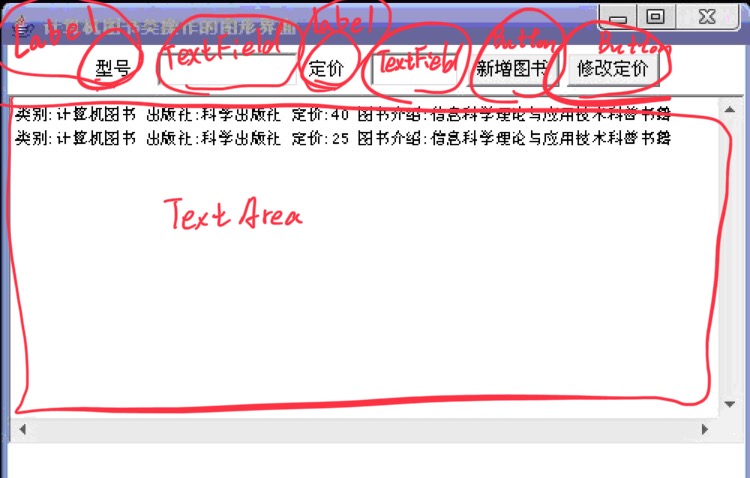 计算机图书类操作的图形界面
Label TextField Label TextField Button Button
型号 定价 新增图书 修改定价
类别:计算机图书 出版社:科学出版社 定价:40 图书介绍:信息科学理论与应用技术科普书籍
类别:计算机图书 出版社:科学出版社 定价:25 图书介绍:信息科学理论与应用技术科普书籍
Text Area